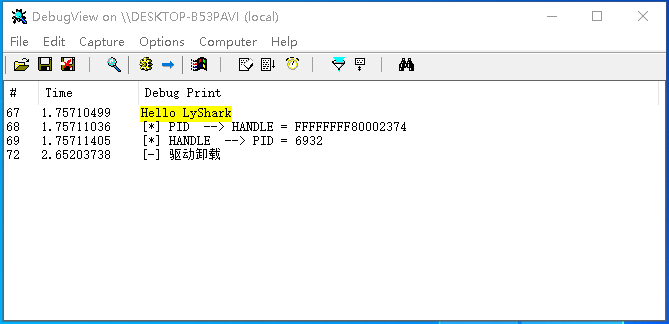 DebugView on \\DESKTOP-B53PAVI (local)
File Edit Capture Options Computer Help
# Time Debug Print
67 1.75710499 Hello LyShark
68 1.75711036 [*] PID --> HANDLE = FFFFFFFF80002374
69 1.75711405 [*] HANDLE --> PID = 6932
72 2.65203738 [-] 驱动卸载